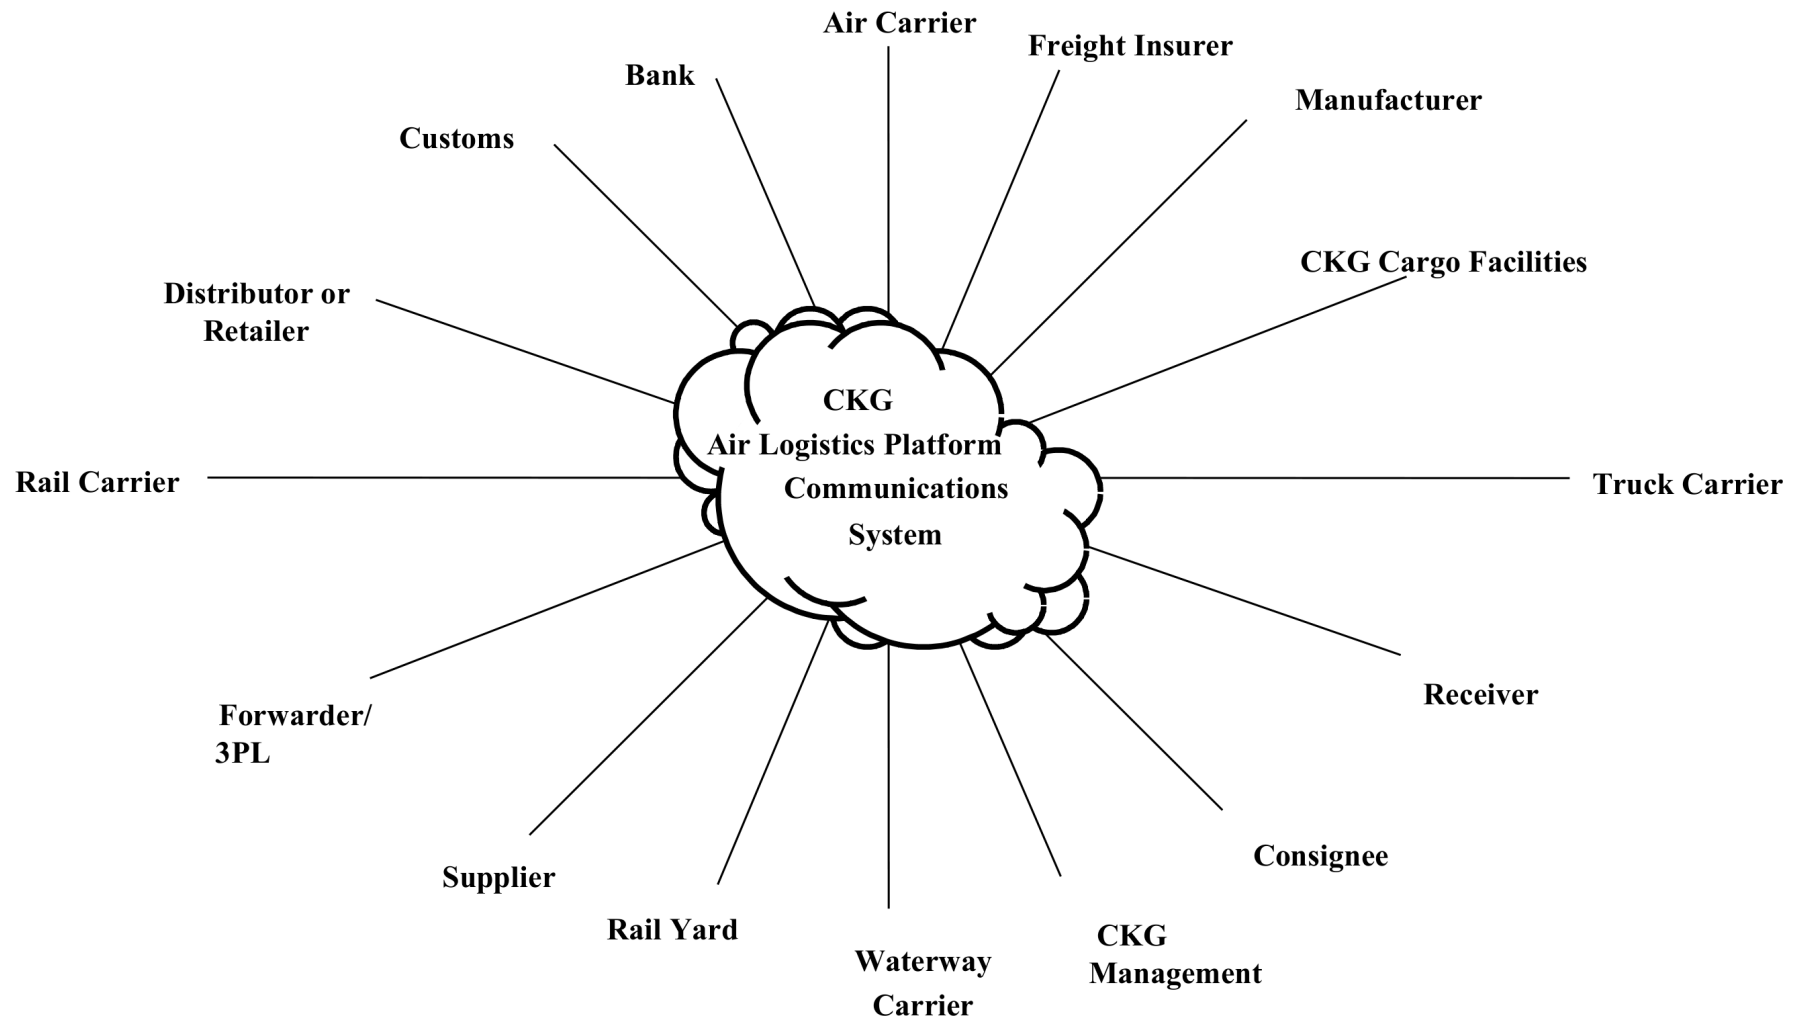 Air Carrier
Freight Insurer
Bank
Manufacturer
Customs
CKG Cargo Facilities
Distributor or
Retailer
CKG
Air Logistics Platform
Communications
System
Rail Carrier
Truck Carrier
Receiver
Forwarder/
3PL
Consignee
Supplier
Rail Yard
CKG
Management
Waterway
Carrier